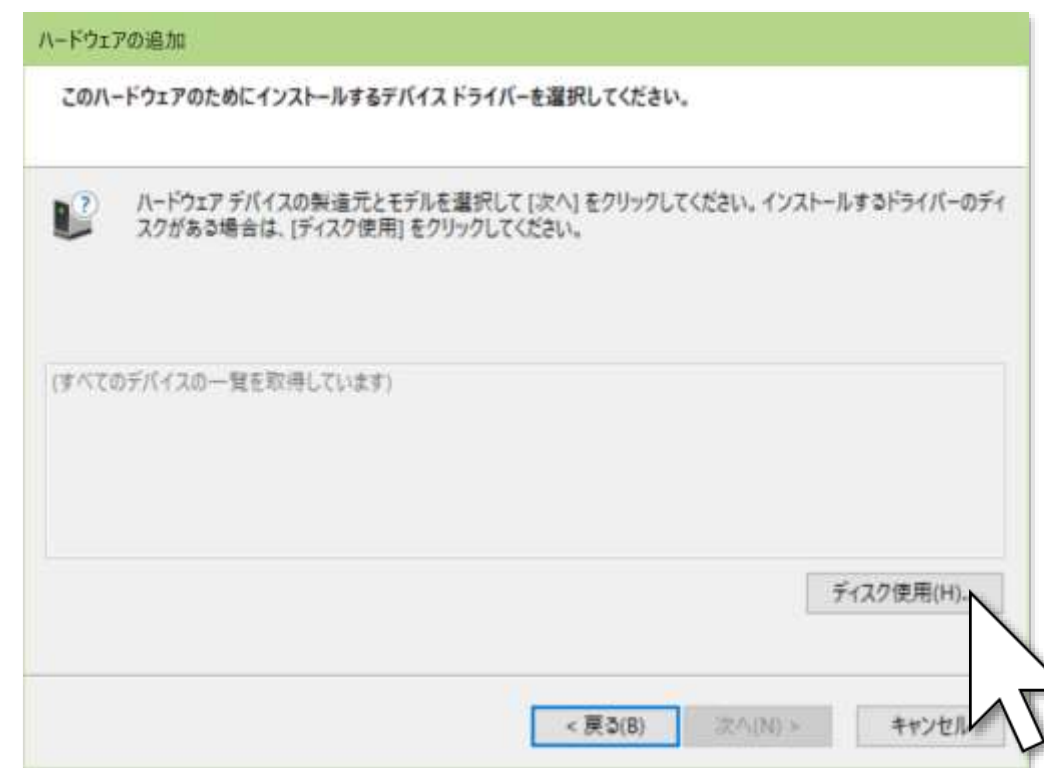 ハードウェアの追加
このハードウェアのためにインストールするデバイス ドライバーを選択してください。
ハードウェア デバイスの製造元とモデルを選択して [次へ] をクリックしてください。インストールするドライバーのディ
スクがある場合は、[ディスク使用] をクリックしてください。
(すべてのデバイスの一覧を取得しています)
ディスク使用(H)...
< 戻る(B) 次へ(N) > キャンセル